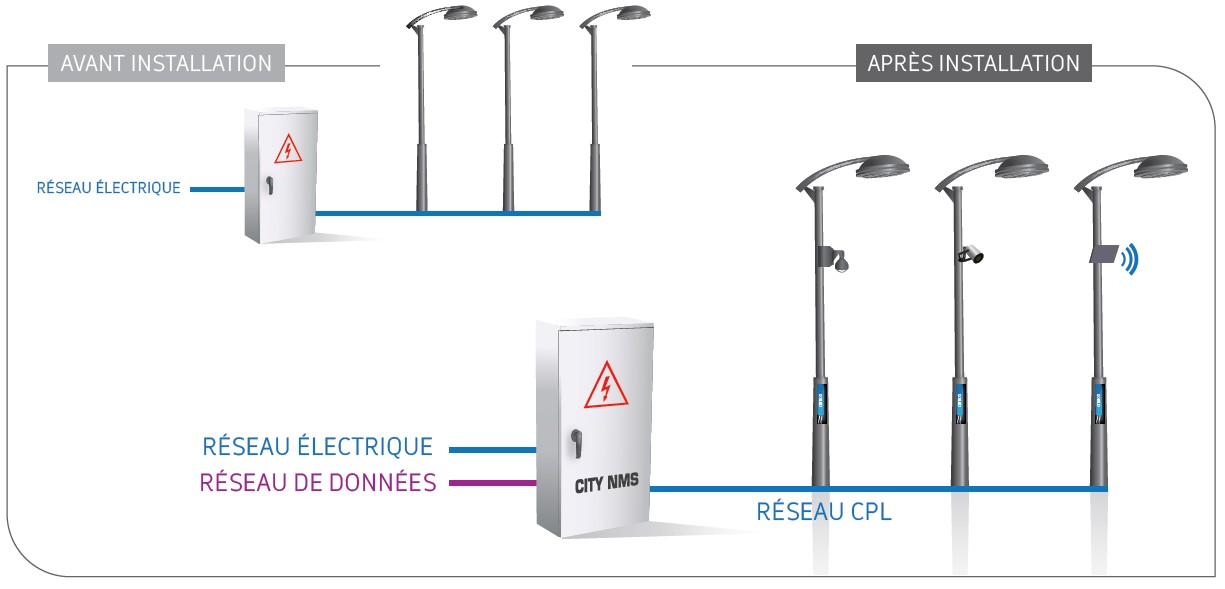 AVANT INSTALLATION
APRÈS INSTALLATION
RÉSEAU ÉLECTRIQUE
RÉSEAU ÉLECTRIQUE
RÉSEAU DE DONNÉES
CITY NMS
RÉSEAU CPL